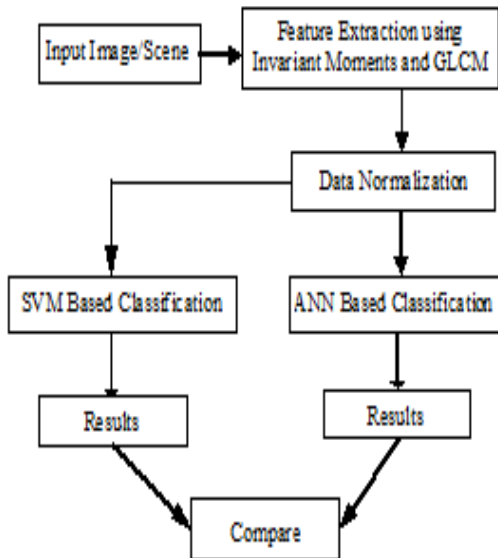 Input Image/Scene
Feature Extraction using
Invariant Moments and GLCM
Data Normalization
SVM Based Classification
ANN Based Classification
Results
Results
Compare